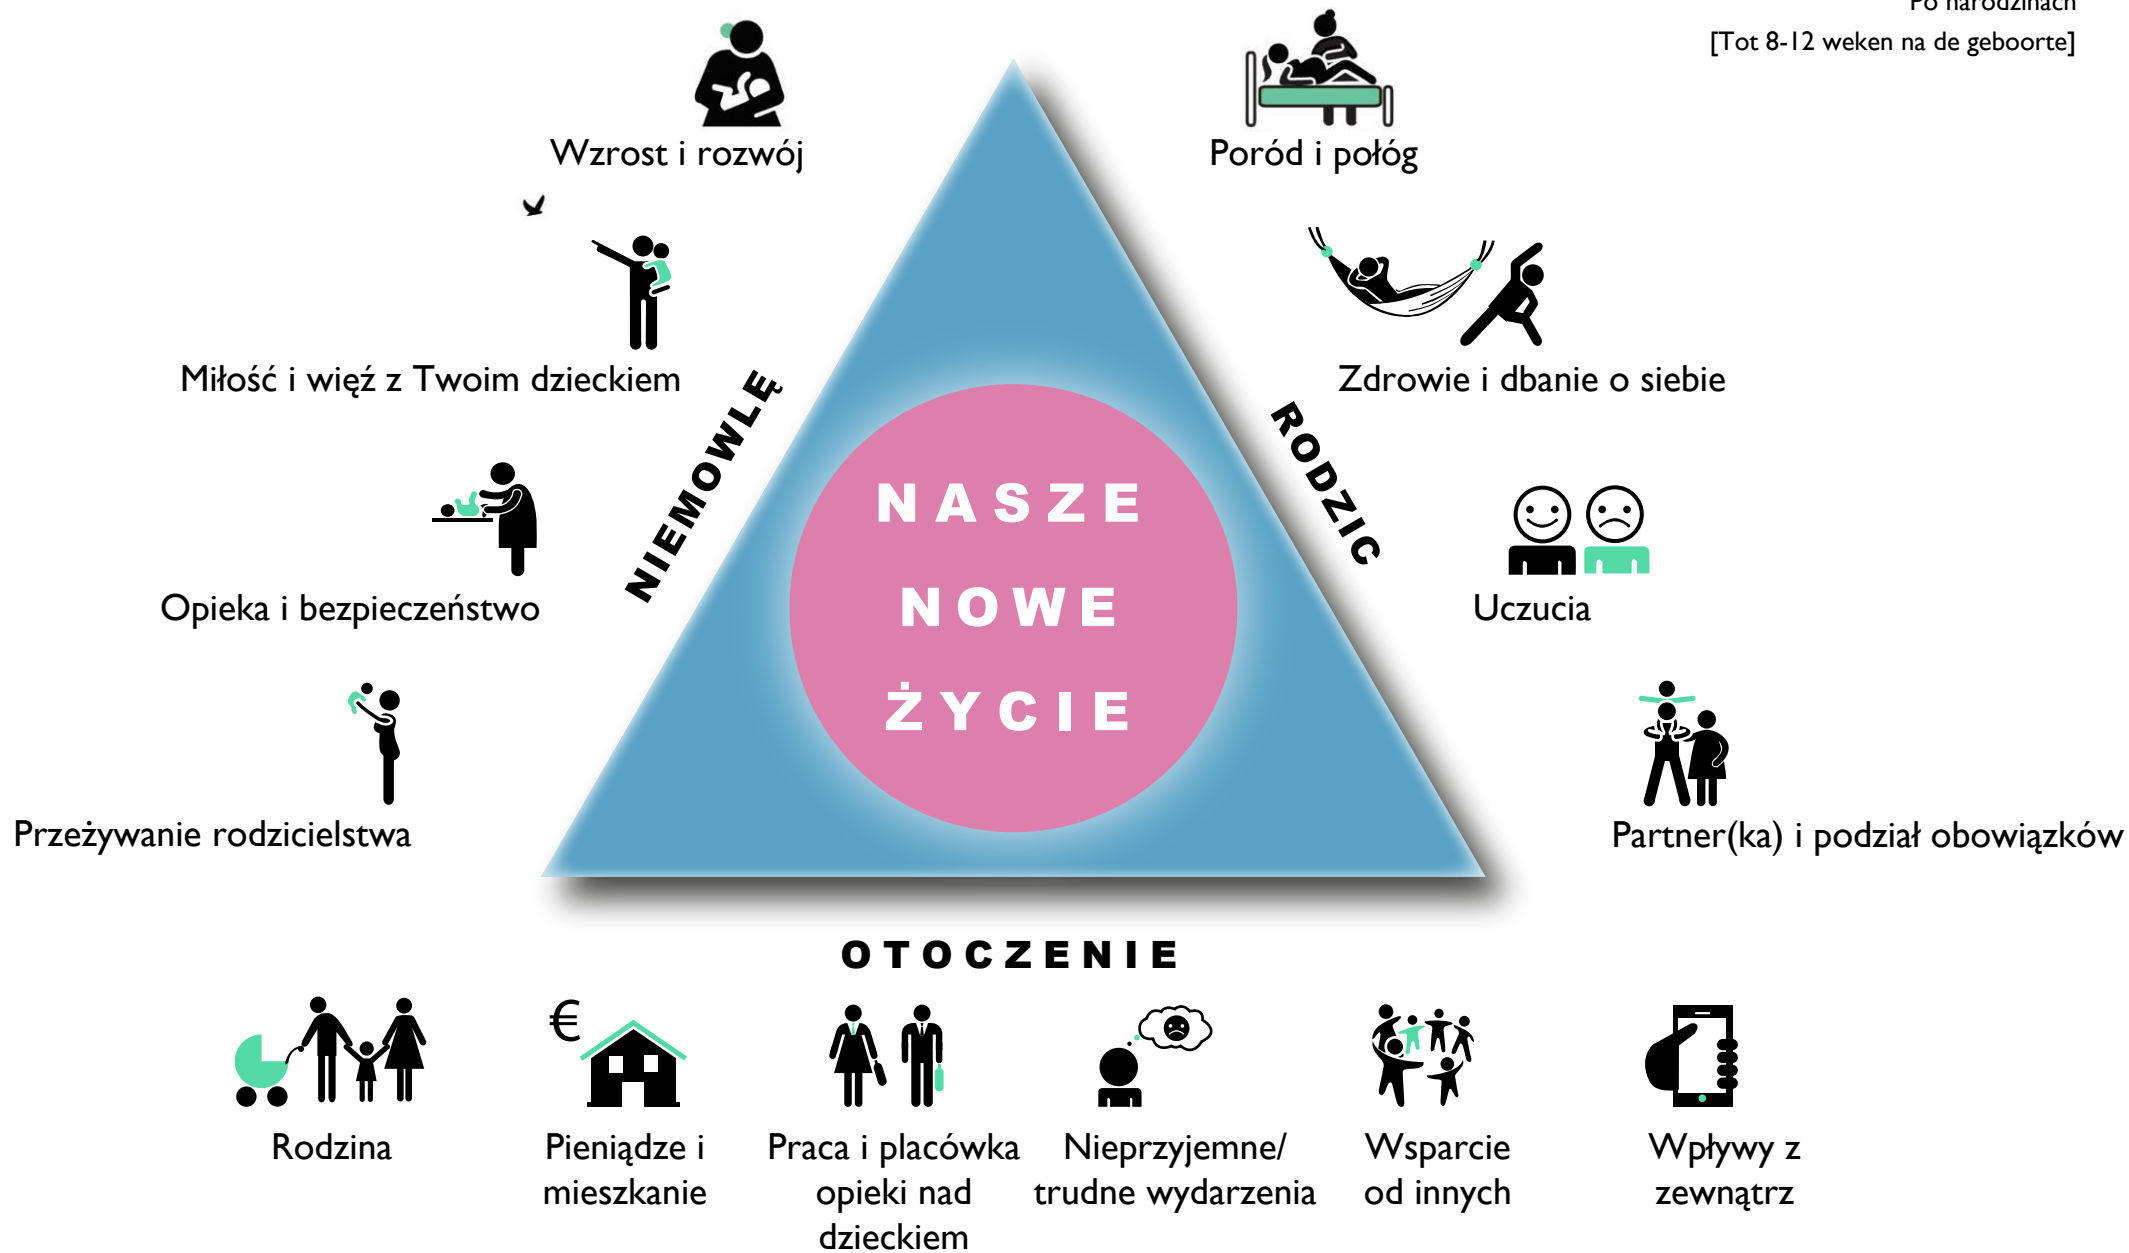 Po narodzinach
[Tot 8-12 weken na de geboorte]
Wzrost i rozwój
Poród i połóg
Miłość i więź z Twoim dzieckiem
Zdrowie i dbanie o siebie
NIEMOWLĘ
RODZIC
NASZE
NOWE
ŻYCIE
Opieka i bezpieczeństwo
Uczucia
Przeżywanie rodzicielstwa
Partner(ka) i podział obowiązków
OTOCZENIE
€
Rodzina
Pieniądze i
mieszkanie
Praca i placówka
opieki nad
dzieckiem
Nieprzyjemne/
trudne wydarzenia
Wsparcie
od innych
Wpływy z
zewnątrz